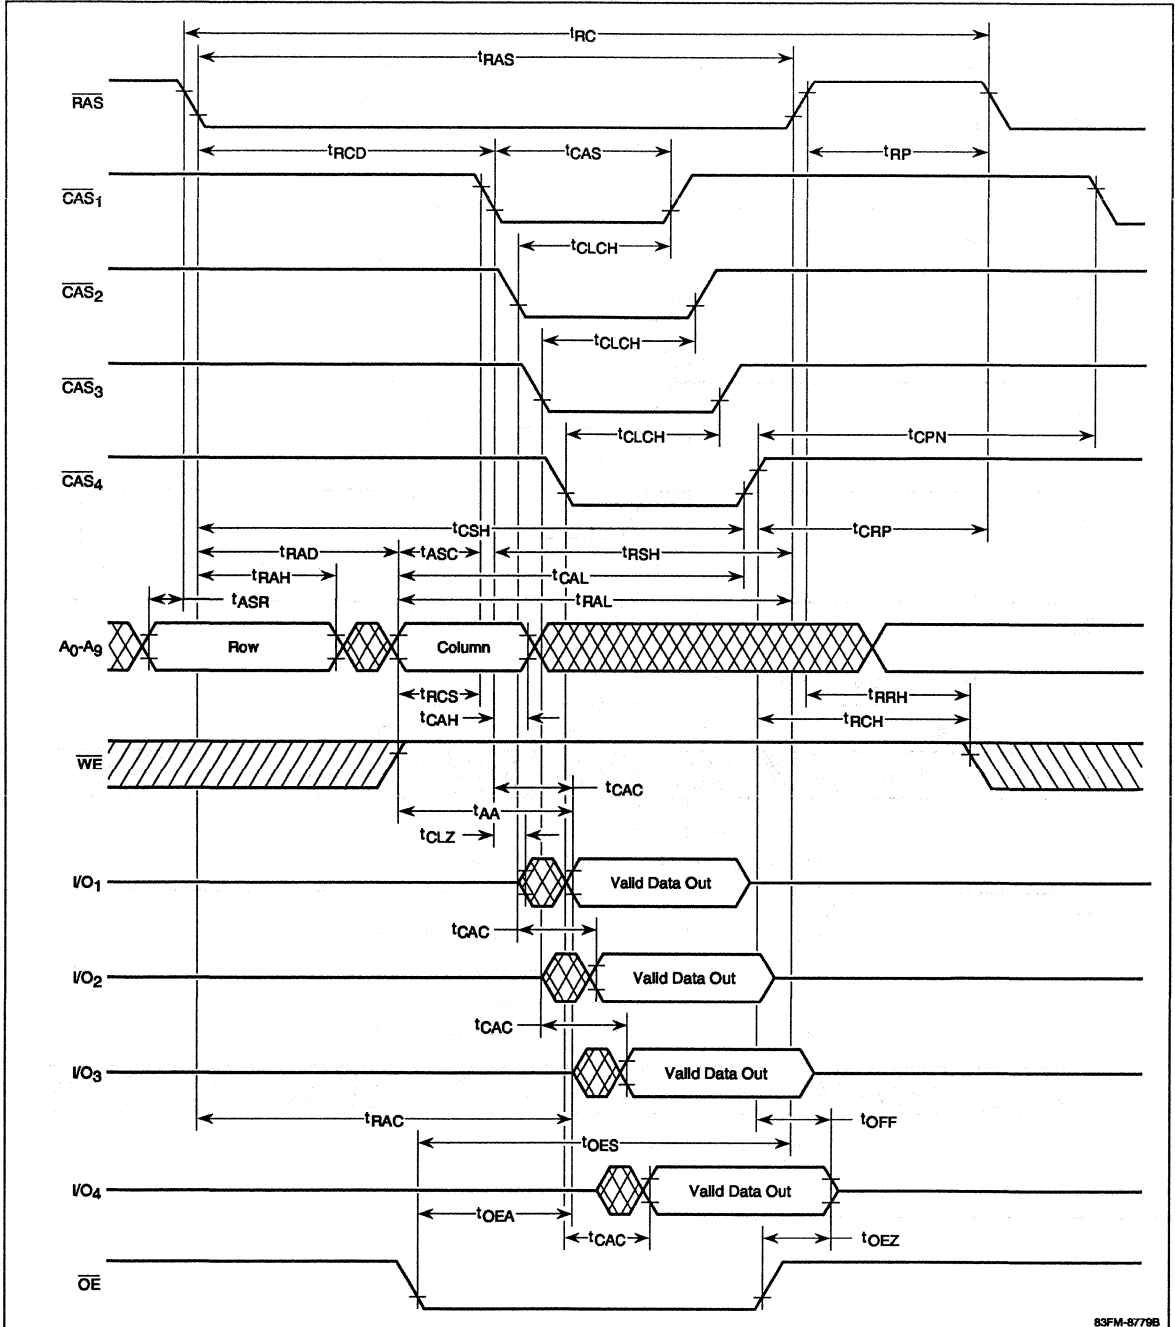 tRC
tRAS
RAS
tRCD
tCAS
tRP
CAS1
tCLCH
CAS2
tCLCH
CAS3
tCLCH
tCPN
CAS4
tCSH
tCRP
tRAD
tASC
tRSH
tRAH
tCAL
tASR
tRAL
A0-A9
Row
Column
tRCS
tRRH
tCAH
tRCH
WE
tCAC
tAA
tCLZ
I/O1
Valid Data Out
tCAC
I/O2
Valid Data Out
tCAC
I/O3
Valid Data Out
tRAC
tOFF
tOES
I/O4
Valid Data Out
tOEA
tCAC
tOEZ
OE
83FM-8779B